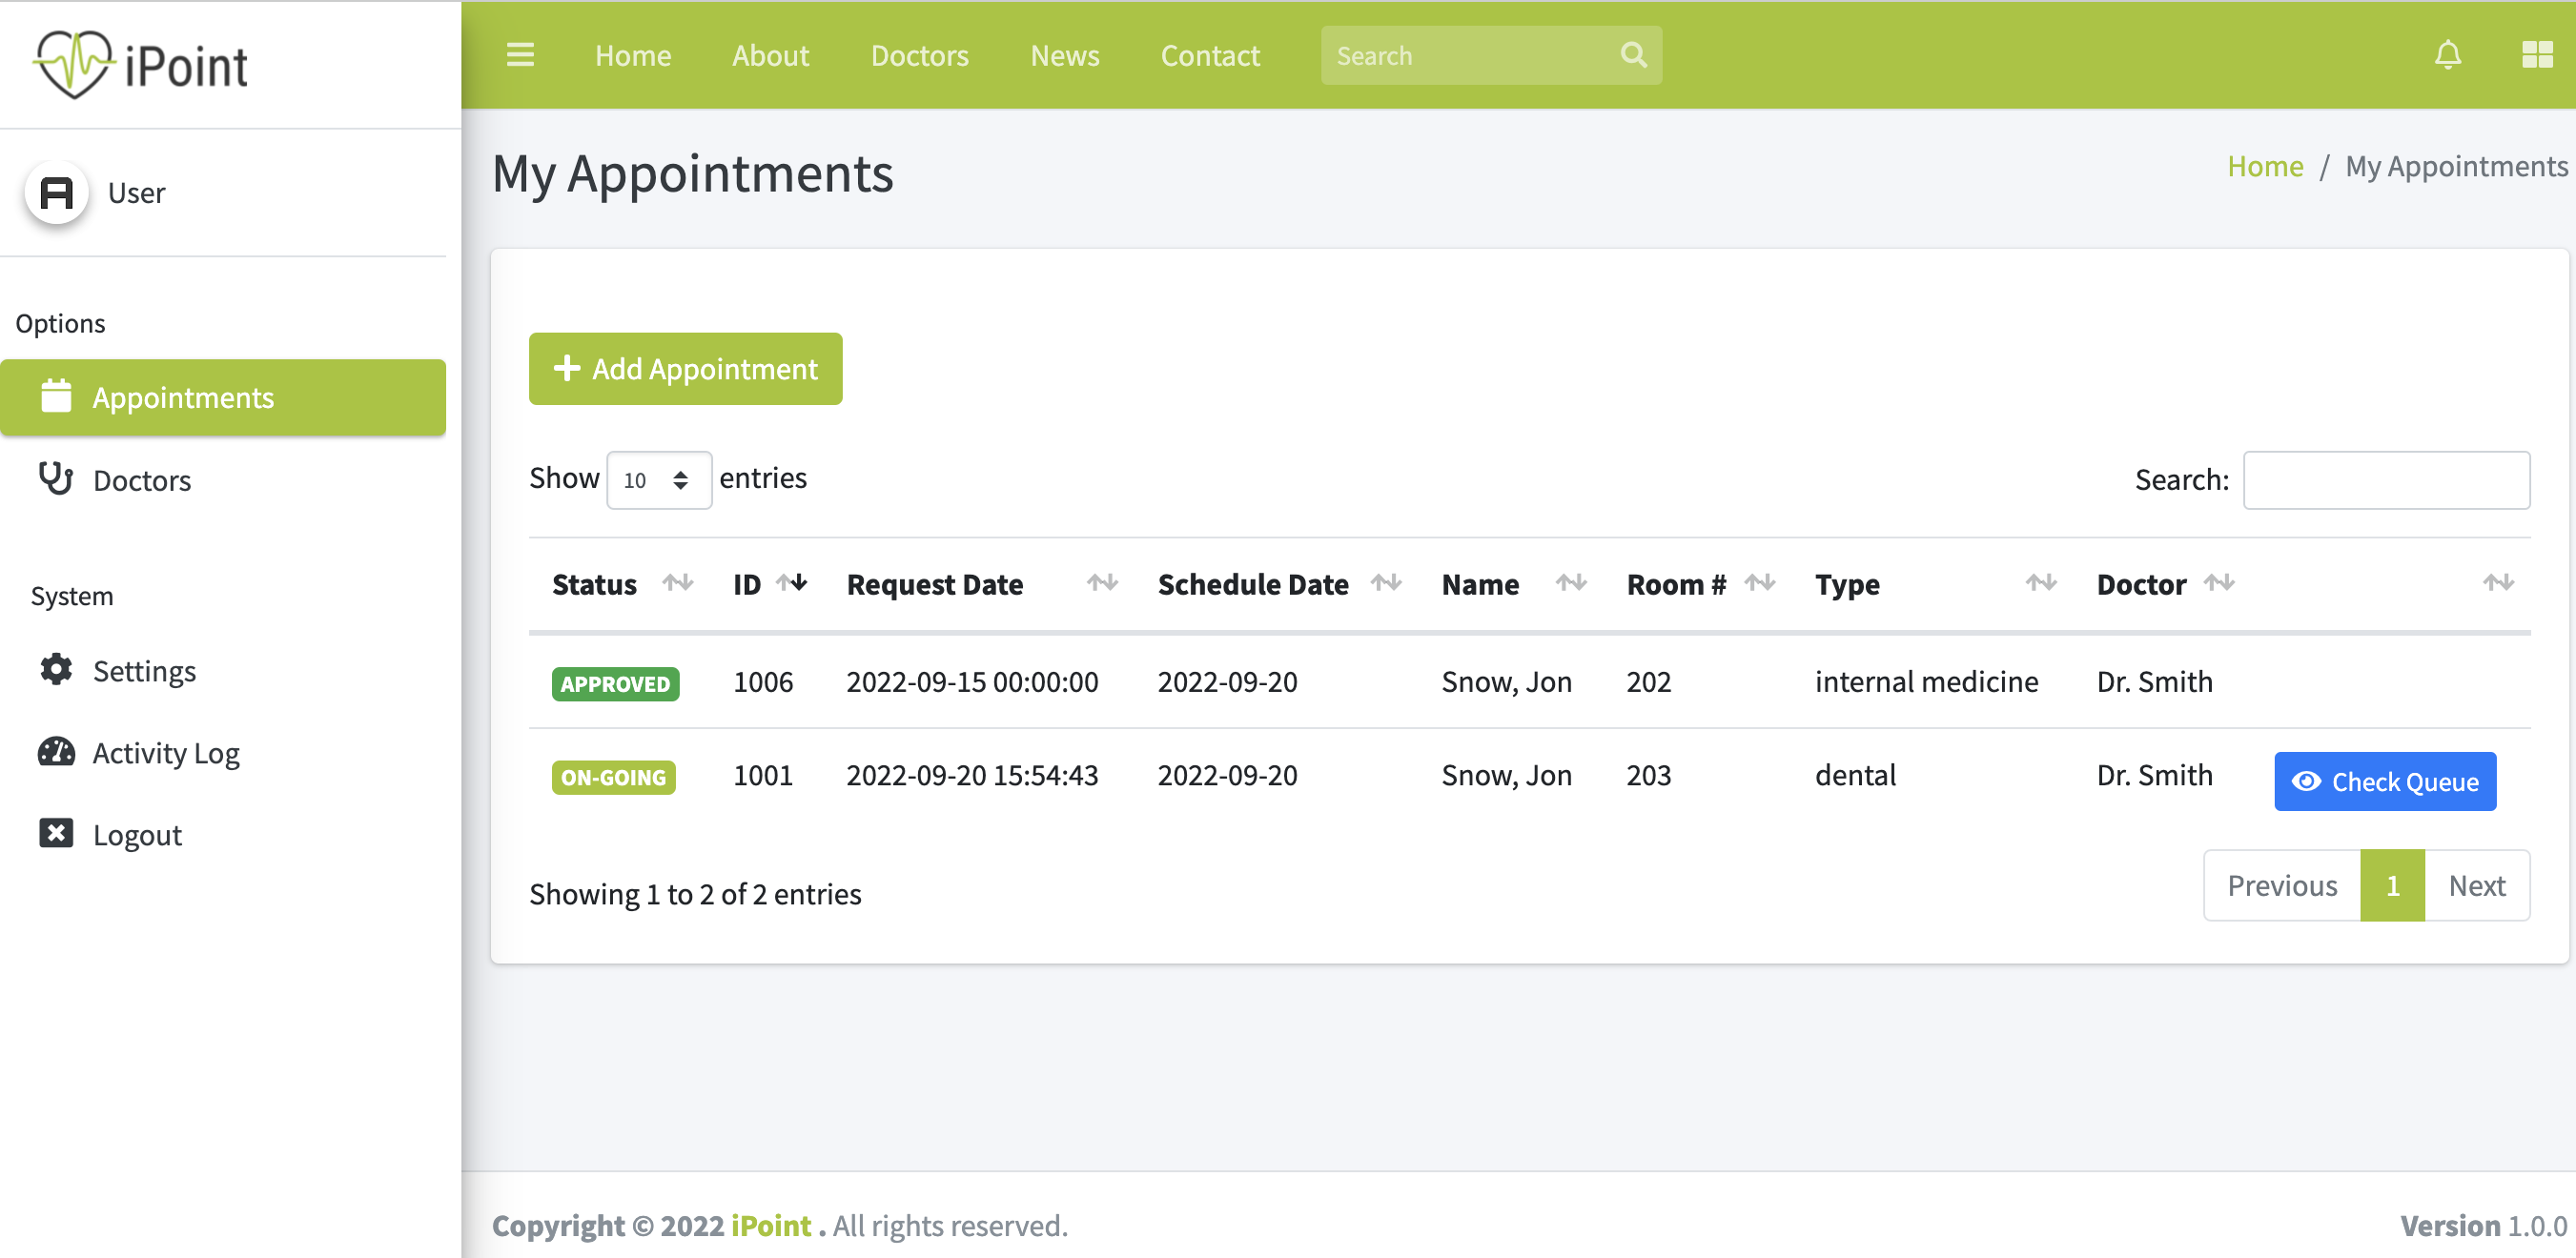 iPoint
Home About Doctors News Contact Search
User
My Appointments
Home / My Appointments
Options
Appointments
Doctors
System
Settings
Activity Log
Logout
Add Appointment
Show 10 entries
Search:
Status ID Request Date Schedule Date Name Room # Type Doctor
APPROVED 1006 2022-09-15 00:00:00 2022-09-20 Snow, Jon 202 internal medicine Dr. Smith
ON-GOING 1001 2022-09-20 15:54:43 2022-09-20 Snow, Jon 203 dental Dr. Smith Check Queue
Showing 1 to 2 of 2 entries
Previous 1 Next
Copyright © 2022 iPoint . All rights reserved.
Version 1.0.0